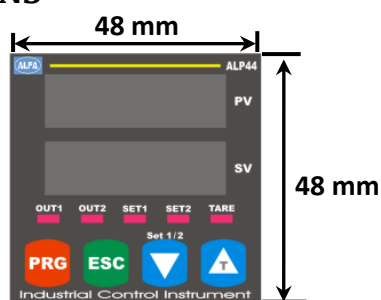 48 mm
ALFA
ALP44
PV
SV
48 mm
OUT1 OUT2 SET1 SET2 TARE
Set 1/2
PRG ESC T
Industrial Control Instrument